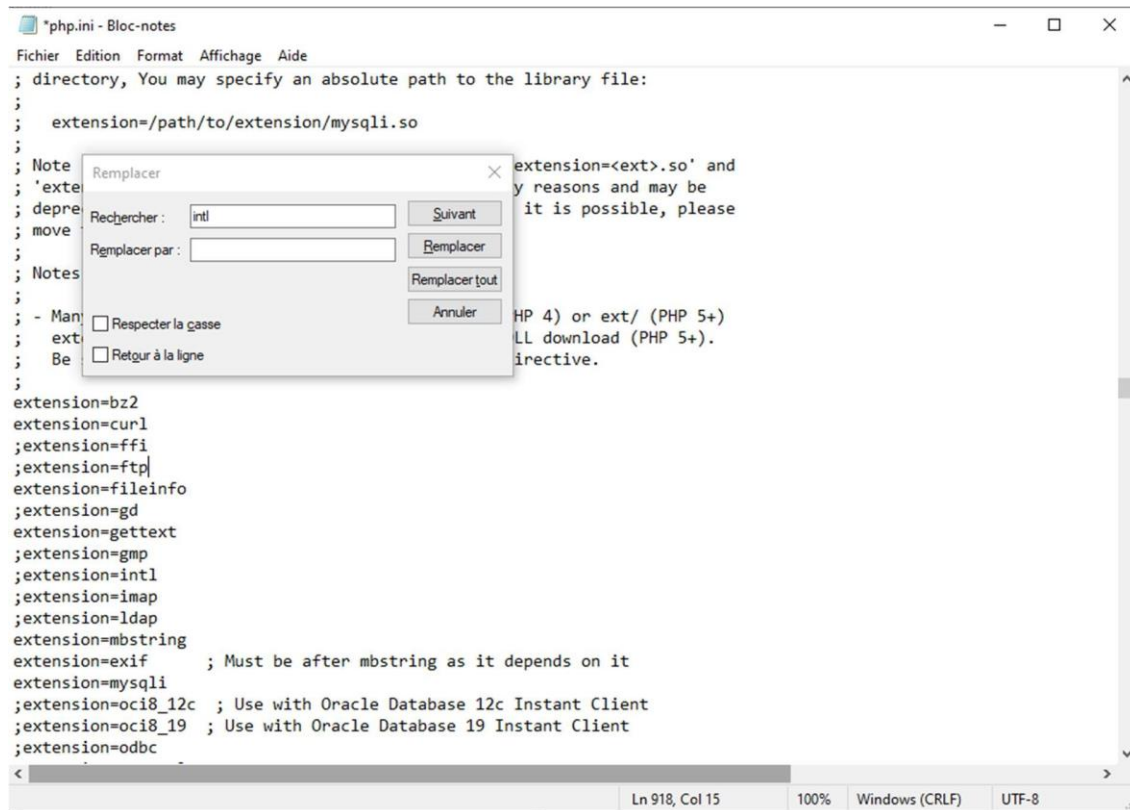 *php.ini - Bloc-notes
Fichier Edition Format Affichage Aide
; directory, You may specify an absolute path to the library file:
;
;   extension=/path/to/extension/mysqli.so
;
; Note extension=<ext>.so' and
; 'exte y reasons and may be
; depre it is possible, please
; move
;
; Notes
;
; - Man HP 4) or ext/ (PHP 5+)
;   ext LL download (PHP 5+).
;   Be irective.
;
Remplacer
Rechercher : intl
Suivant
Remplacer par :
Remplacer
Remplacer tout
Annuler
Respecter la casse
Retour à la ligne
extension=bz2
extension=curl
;extension=ffi
;extension=ftp
extension=fileinfo
;extension=gd
extension=gettext
;extension=gmp
;extension=intl
;extension=imap
;extension=ldap
extension=mbstring
extension=exif      ; Must be after mbstring as it depends on it
extension=mysqli
;extension=oci8_12c  ; Use with Oracle Database 12c Instant Client
;extension=oci8_19  ; Use with Oracle Database 19 Instant Client
;extension=odbc
Ln 918, Col 15 100% Windows (CRLF) UTF-8